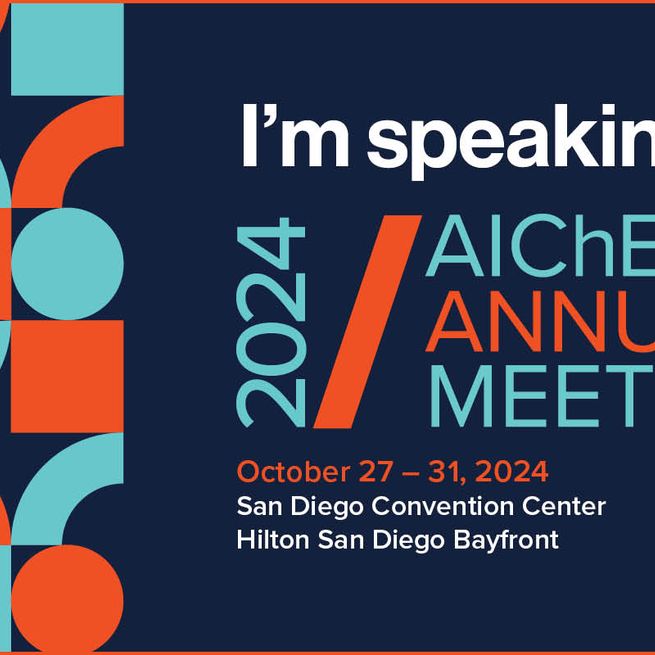 I'm speakin
2024
AIChE
ANNU
MEET
October 27 – 31, 2024
San Diego Convention Center
Hilton San Diego Bayfront